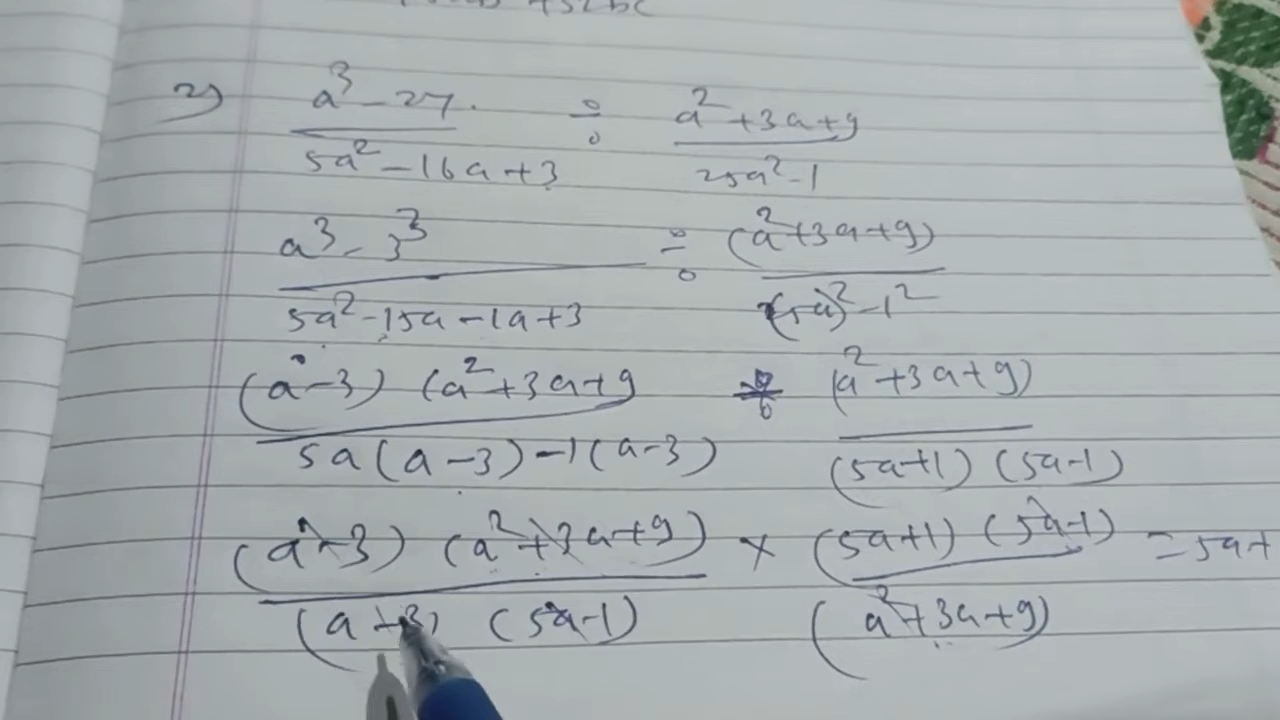 2) a³ - 27 / 5a² - 16a + 3 ÷ a² + 3a + 9 / 25a² - 1
a³ - 3³ / 5a² - 15a - 1a + 3 ÷ (a² + 3a + 9) / (5a)² - 1²
(a - 3) (a² + 3a + 9 / 5a(a - 3) - 1(a - 3) ÷ (a² + 3a + 9) / (5a + 1) (5a - 1)
(a - 3) (a² + 3a + 9) / (a - 3) (5a - 1) × (5a + 1) (5a - 1) / (a² + 3a + 9) = 5a +